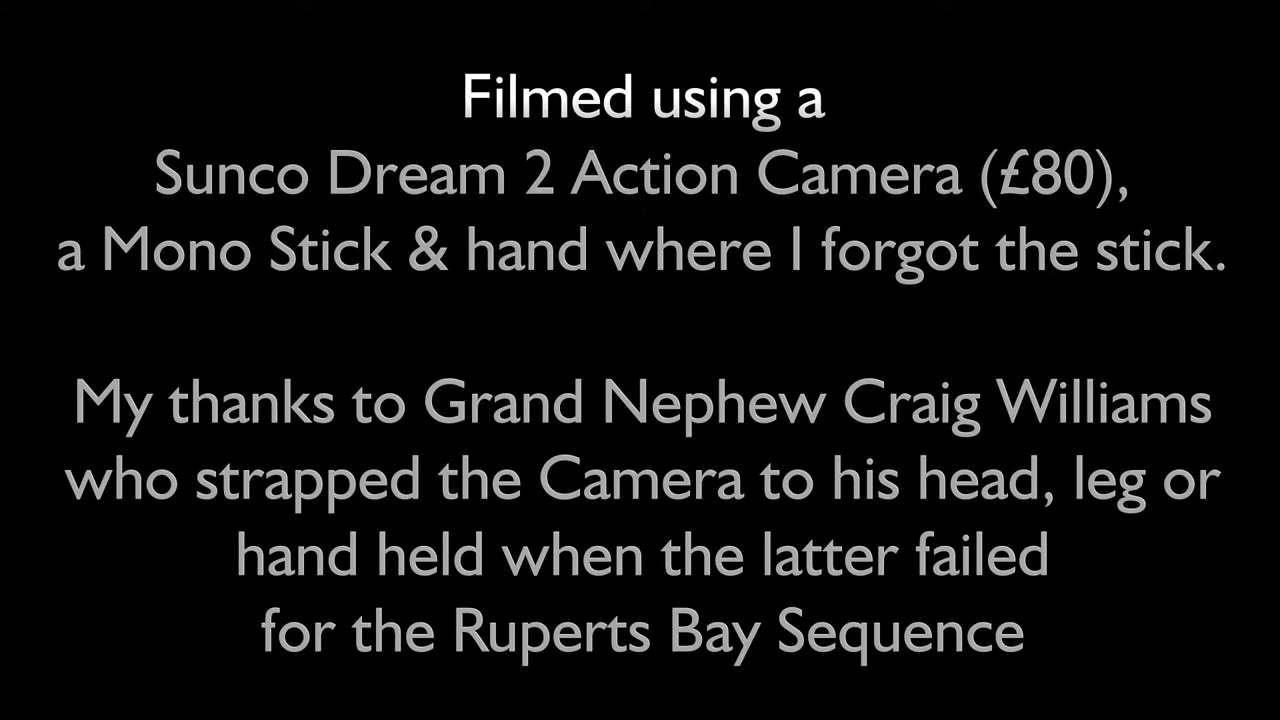 Filmed using a
Sunco Dream 2 Action Camera (£80),
a Mono Stick & hand where I forgot the stick.
My thanks to Grand Nephew Craig Williams
who strapped the Camera to his head, leg or
hand held when the latter failed
for the Ruperts Bay Sequence